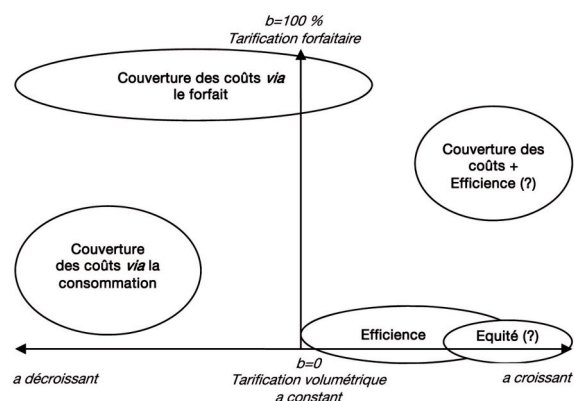 b=100 %
Tarification forfaitaire
Couverture des coûts via
le forfait
Couverture des
coûts +
Efficience (?)
Couverture
des coûts via la
consommation
Efficience
Equité (?)
b=0
a décroissant
Tarification volumétrique
a croissant
a constant